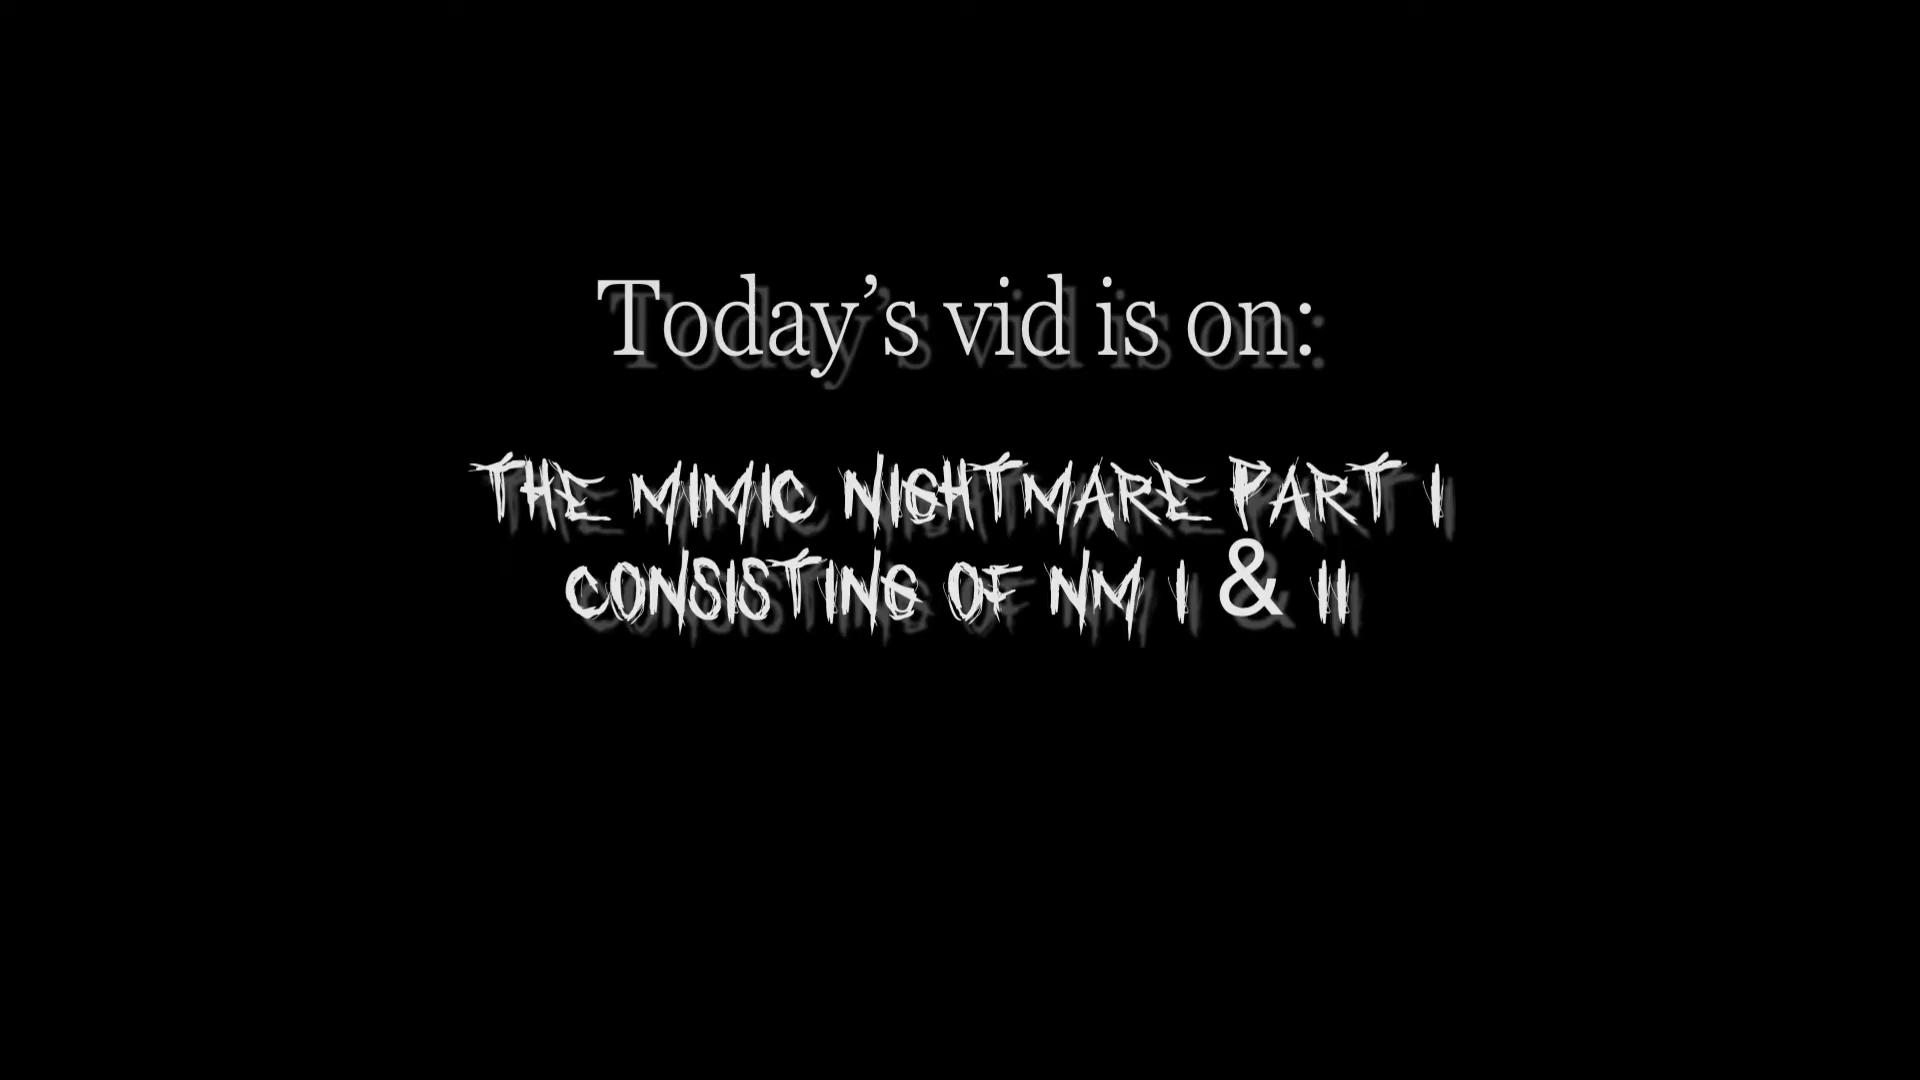 Today’s vid is on:
THE MIMIC NIGHTMARE PART I
CONSISTING OF NM I & II